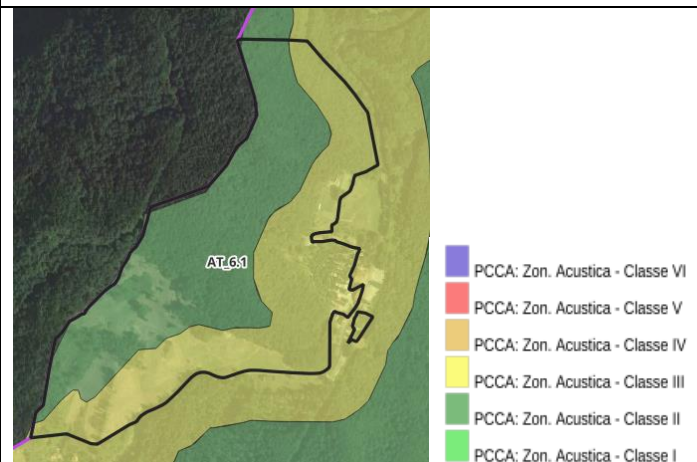 AT_6.1
PCCA: Zon. Acustica - Classe VI
PCCA: Zon. Acustica - Classe V
PCCA: Zon. Acustica - Classe IV
PCCA: Zon. Acustica - Classe III
PCCA: Zon. Acustica - Classe II
PCCA: Zon. Acustica - Classe I